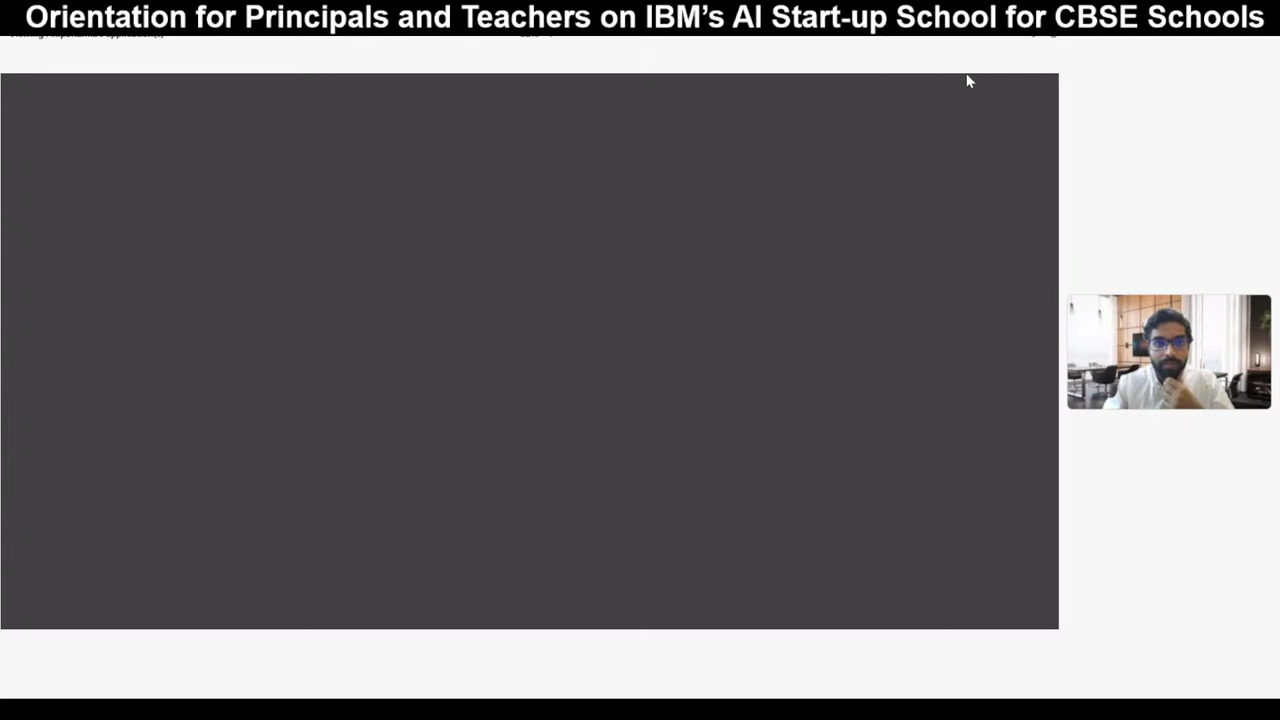 Orientation for Principals and Teachers on IBM’s AI Start-up School for CBSE Schools